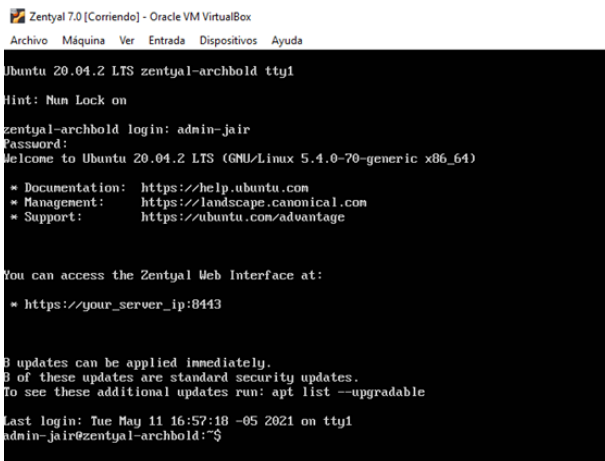 Zentyal 7.0 [Corriendo] - Oracle VM VirtualBox
Archivo Máquina Ver Entrada Dispositivos Ayuda
Ubuntu 20.04.2 LTS zentyal-archbold tty1
Hint: Num Lock on
zentyal-archbold login: admin-jair
Password:
Welcome to Ubuntu 20.04.2 LTS (GNU/Linux 5.4.0-70-generic x86_64)
* Documentation: https://help.ubuntu.com
* Management: https://landscape.canonical.com
* Support: https://ubuntu.com/advantage
You can access the Zentyal Web Interface at:
* https://your_server_ip:8443
8 updates can be applied immediately.
8 of these updates are standard security updates.
To see these additional updates run: apt list --upgradable
Last login: Tue May 11 16:57:18 -05 2021 on tty1
admin-jair@zentyal-archbold:~$